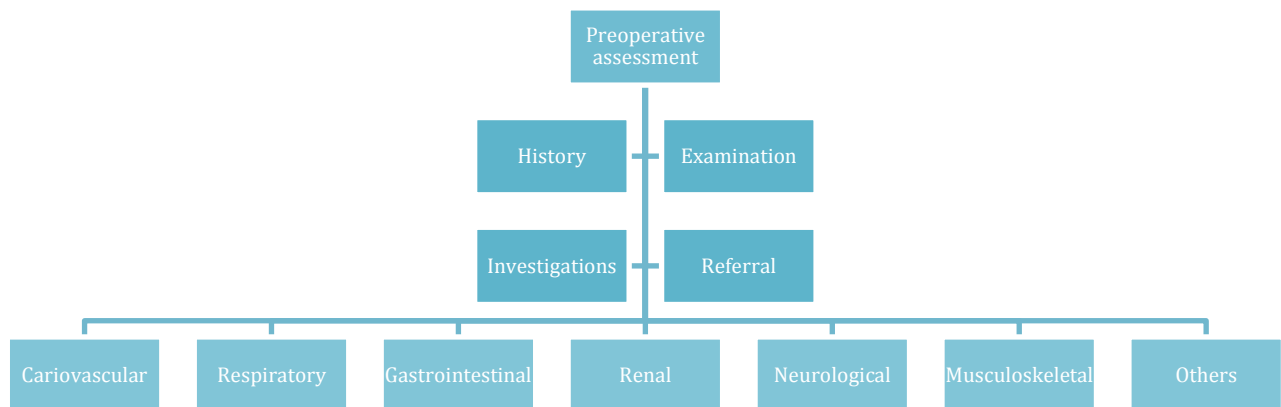 Preoperative
assessment
History
Examination
Investigations
Referral
Cariovascular
Respiratory
Gastrointestinal
Renal
Neurological
Musculoskeletal
Others